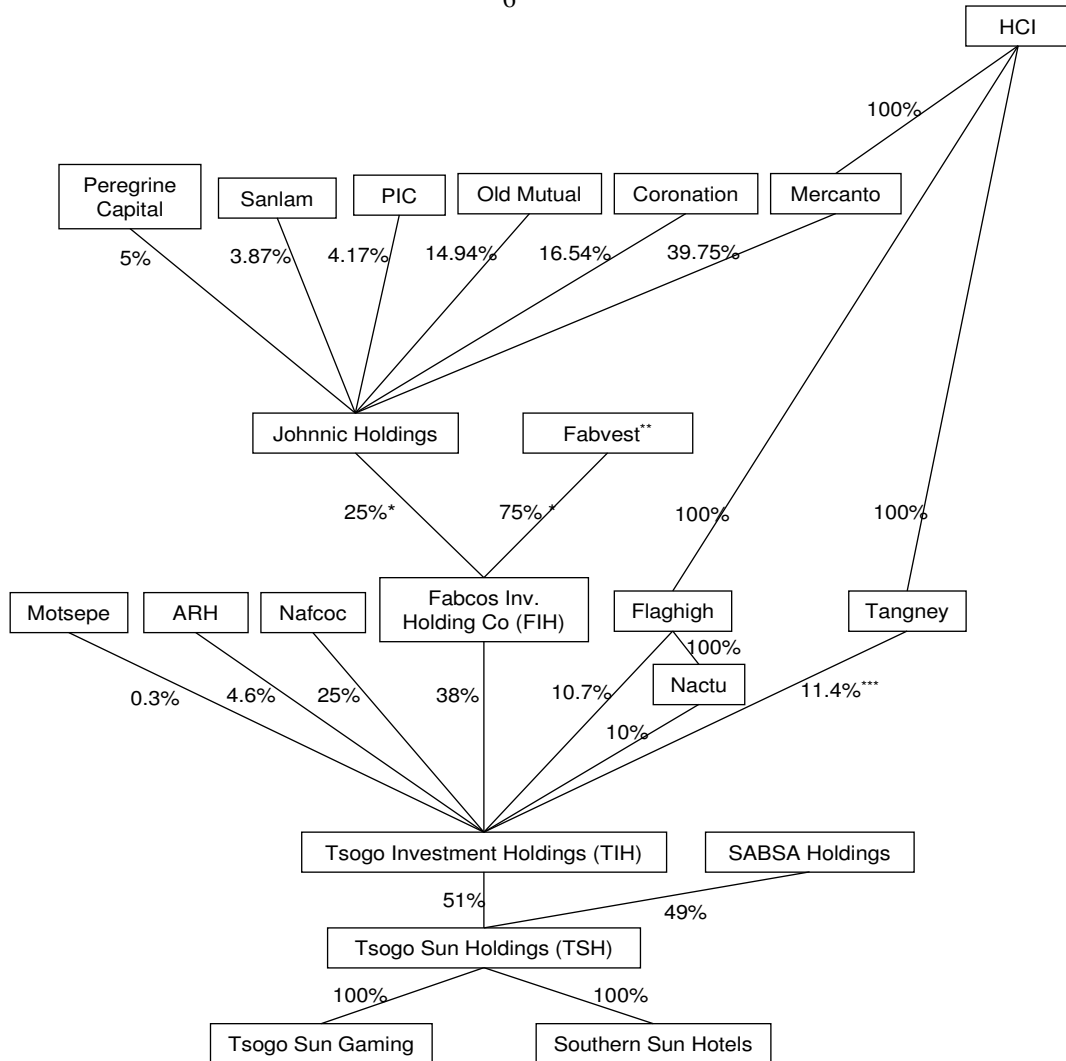 6
HCI
100%
Peregrine
Capital
Sanlam
PIC
Old Mutual
Coronation
Mercanto
5%
3.87%
4.17%
14.94%
16.54%
39.75%
Johnnic Holdings
Fabvest**
25%*
75% *
100%
100%
Motsepe
ARH
Nafcoc
Fabcos Inv.
Holding Co (FIH)
Flaghigh
Tangney
100%
Nactu
0.3%
4.6%
25%
38%
10.7%
10%
11.4%***
Tsogo Investment Holdings (TIH)
SABSA Holdings
51%
49%
Tsogo Sun Holdings (TSH)
100%
100%
Tsogo Sun Gaming
Southern Sun Hotels